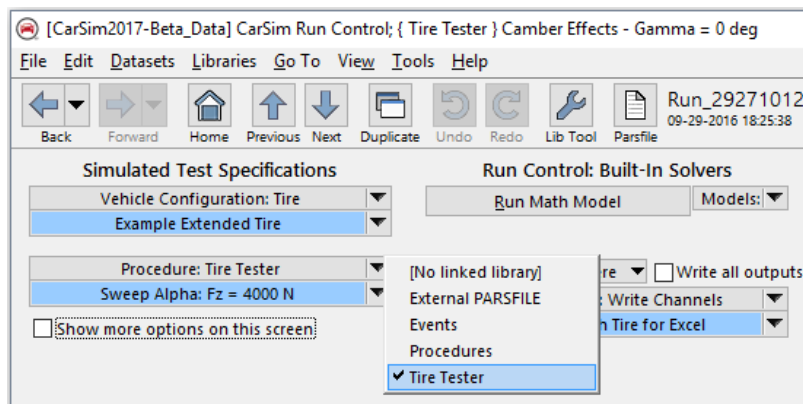 [CarSim2017-Beta_Data] CarSim Run Control; { Tire Tester } Camber Effects - Gamma = 0 deg
File Edit Datasets Libraries Go To View Tools Help
Back Forward Home Previous Next Duplicate Undo Redo Lib Tool Parsfile
Run_29271012
09-29-2016 18:25:38
Simulated Test Specifications
Vehicle Configuration: Tire
Example Extended Tire
Procedure: Tire Tester
Sweep Alpha: Fz = 4000 N
Show more options on this screen
Run Control: Built-In Solvers
Run Math Model Models:
[No linked library]
External PARSFILE
Events
Procedures
Tire Tester
Write all outputs
: Write Channels
Tire for Excel